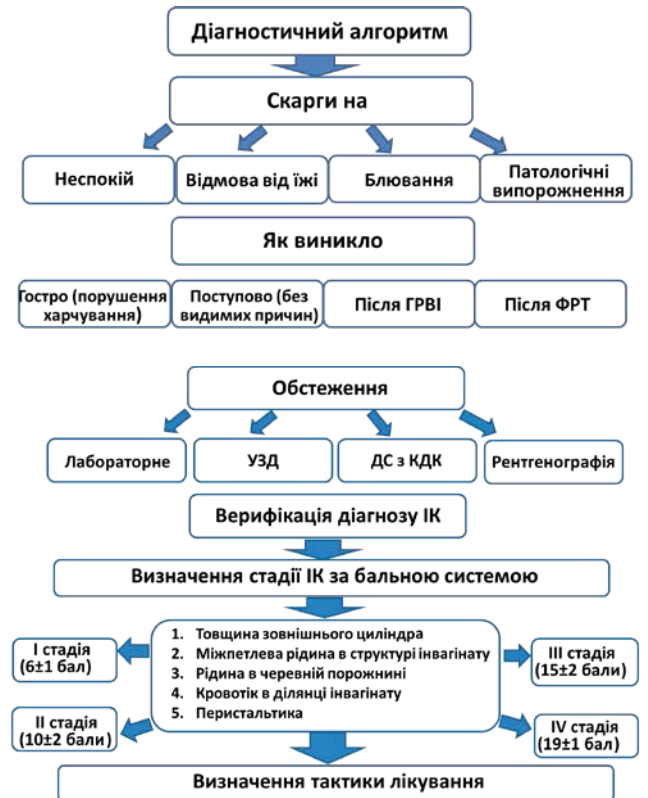 Діагностичний алгоритм
Скарги на
Неспокій
Відмова від їжі
Блювання
Патологічні
випорожнення
Як виникло
Гостро (порушення
харчування)
Поступово (без
видимих причин)
Після ГРВІ
Після ФРТ
Обстеження
Лабораторне
УЗД
ДС з КДК
Рентгенографія
Верифікація діагнозу ІК
Визначення стадії ІК за бальною системою
І стадія
(6±1 бал)
ІІ стадія
(10±2 бали)
1. Товщина зовнішнього циліндра
2. Міжпетлева рідина в структурі інвагінату
3. Рідина в черевній порожнині
4. Кровотік в ділянці інвагінату
5. Перистальтика
ІІІ стадія
(15±2 бали)
IV стадія
(19±1 бал)
Визначення тактики лікування